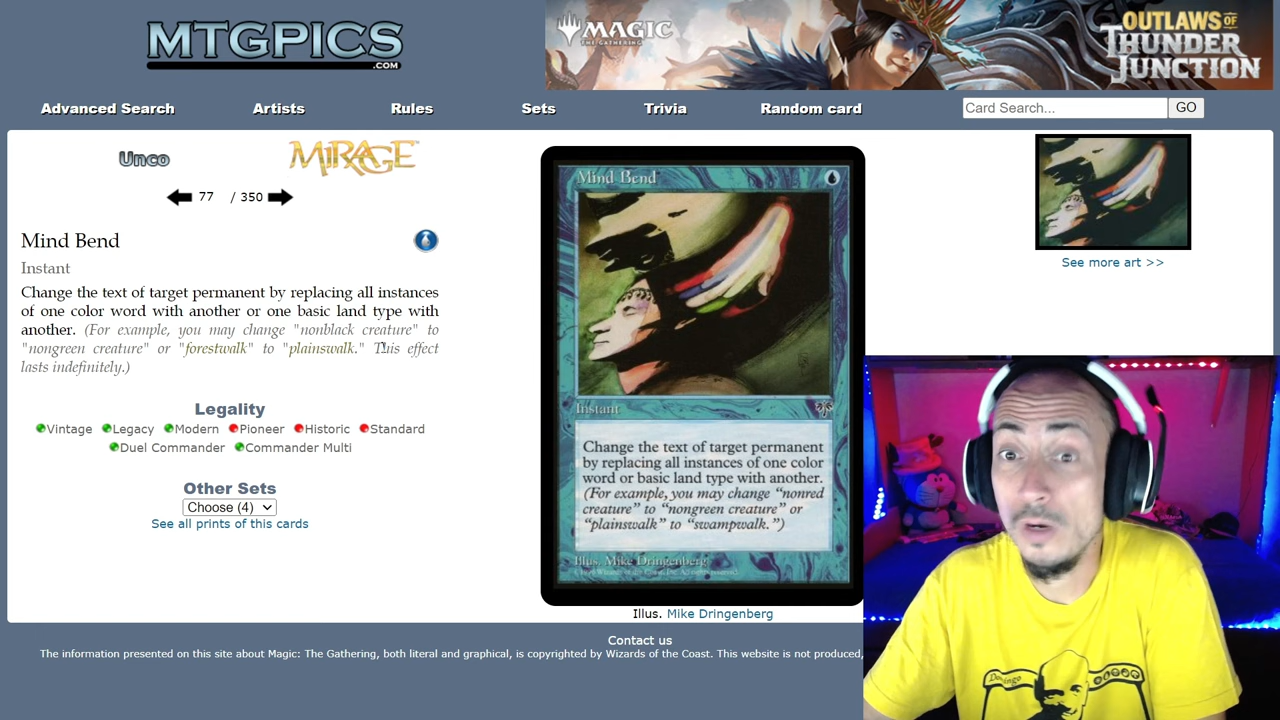 MTGPICS
.COM
MAGIC
THE GATHERING
OUTLAWS OF
THUNDER
JUNCTION
Advanced Search Artists Rules Sets Trivia Random card Card Search... GO
Unco MIRAGE
77 / 350
Mind Bend
Instant
Change the text of target permanent by replacing all instances
of one color word with another or one basic land type with
another. (For example, you may change "nonblack creature" to
"nongreen creature" or "forestwalk" to "plainswalk." This effect
lasts indefinitely.)
Legality
Vintage Legacy Modern Pioneer Historic Standard
Duel Commander Commander Multi
Other Sets
Choose (4)
See all prints of this cards
Mind Bend
Instant
Change the text of target permanent
by replacing all instances of one color
word or basic land type with another.
(For example, you may change “nonred
creature” to “nongreen creature” or
“plainswalk” to “swampwalk.”)
Illus. Mike Dringenberg
Illus. Mike Dringenberg
See more art >>
Domingo
Contact us
The information presented on this site about Magic: The Gathering, both literal and graphical, is copyrighted by Wizards of the Coast. This website is not produced,